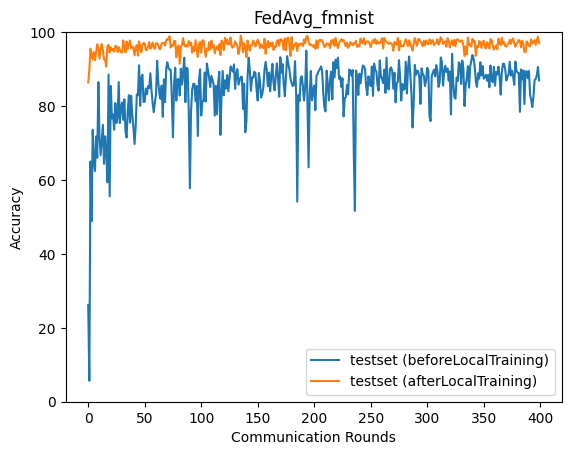 FedAvg_fmnist
100
80
60
40
20
0
Accuracy
testset (beforeLocalTraining)
testset (afterLocalTraining)
0 50 100 150 200 250 300 350 400
Communication Rounds